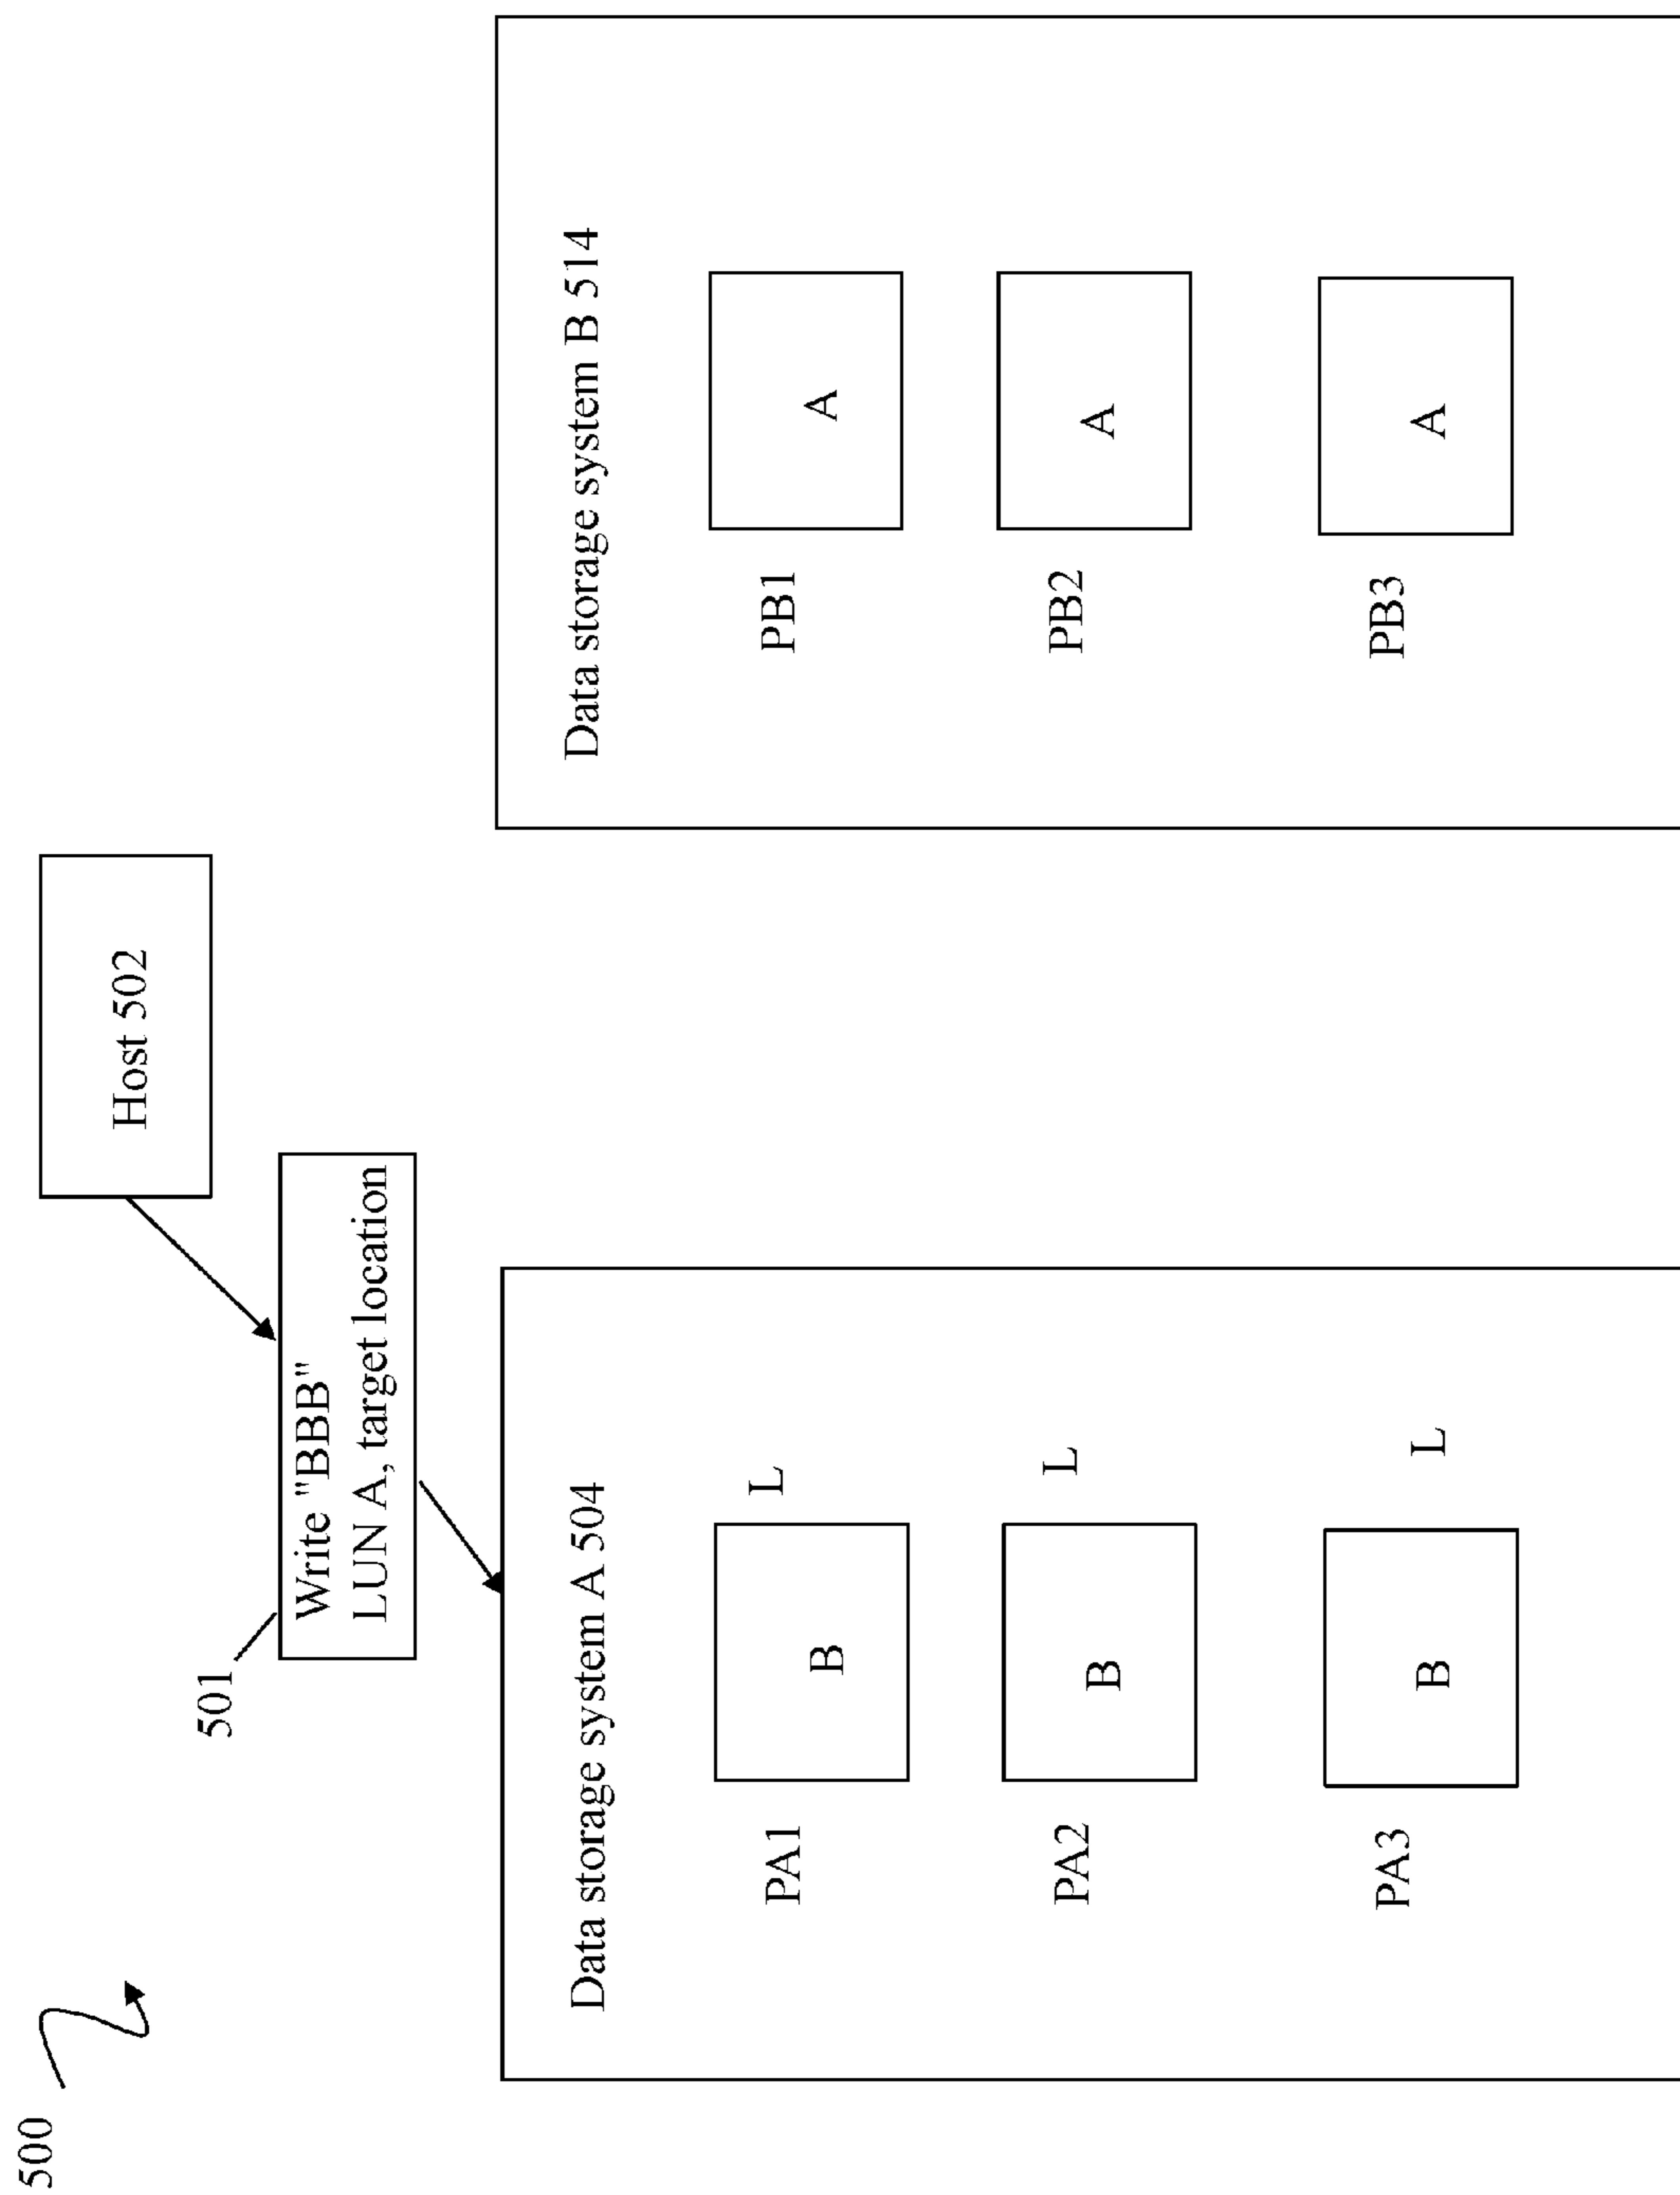 500
Host 502
501
Write "BBB"
LUN A, target location
Data storage system A 504
PA1
B
L
PA2
B
L
PA3
B
L
Data storage system B 514
PB1
A
PB2
A
PB3
A